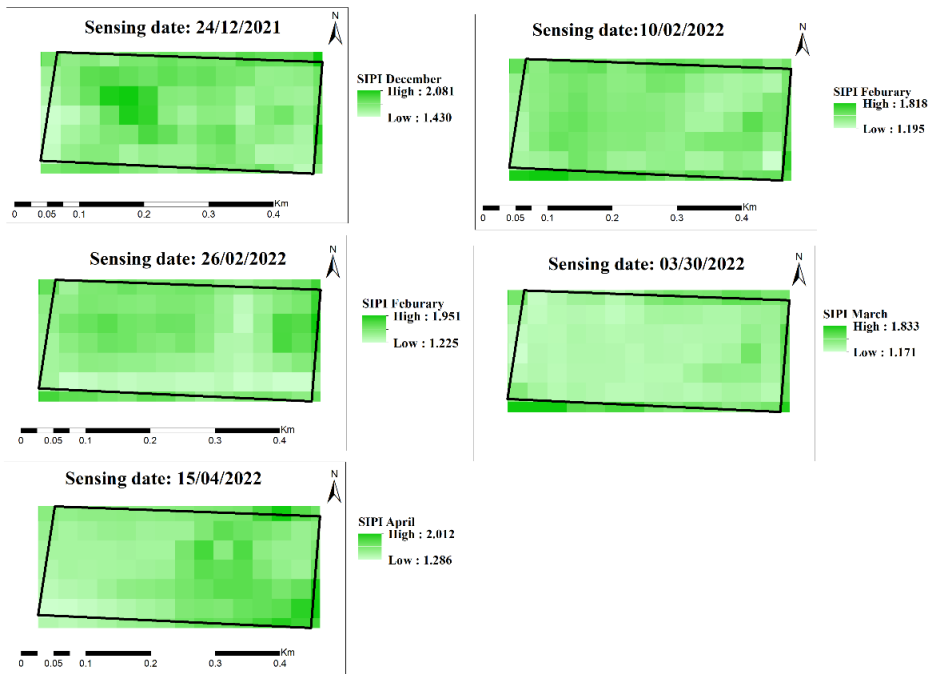 Sensing date: 24/12/2021
N
SIPI December
High : 2.081
Low : 1.430
Km
0 0.05 0.1 0.2 0.3 0.4
Sensing date:10/02/2022
N
SIPI Feburary
High : 1.818
Low : 1.195
Km
0 0.05 0.1 0.2 0.3 0.4
Sensing date: 26/02/2022
N
SIPI Feburary
High : 1.951
Low : 1.225
Km
0 0.05 0.1 0.2 0.3 0.4
Sensing date: 03/30/2022
N
SIPI March
High : 1.833
Low : 1.171
Sensing date: 15/04/2022
N
SIPI April
High : 2.012
Low : 1.286
Km
0 0.05 0.1 0.2 0.3 0.4